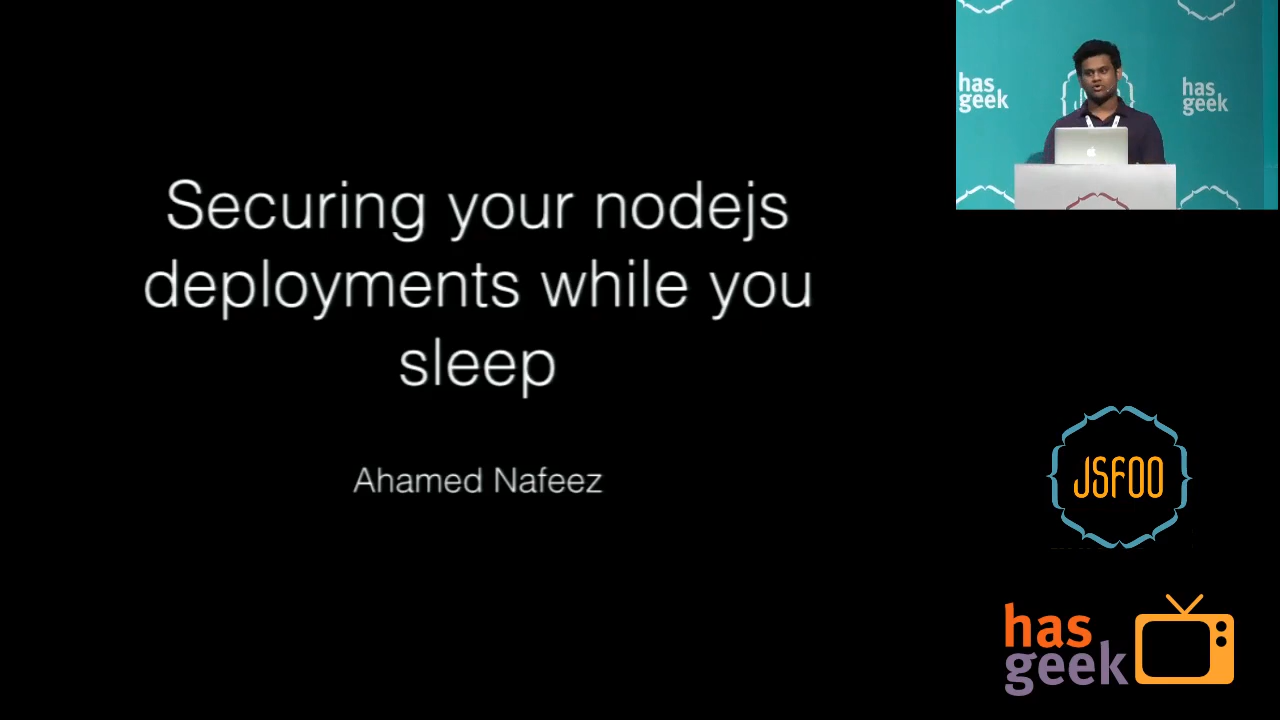 Securing your nodejs
deployments while you
sleep
Ahamed Nafeez
has
geek
has
geek
JSFOO
has
geek